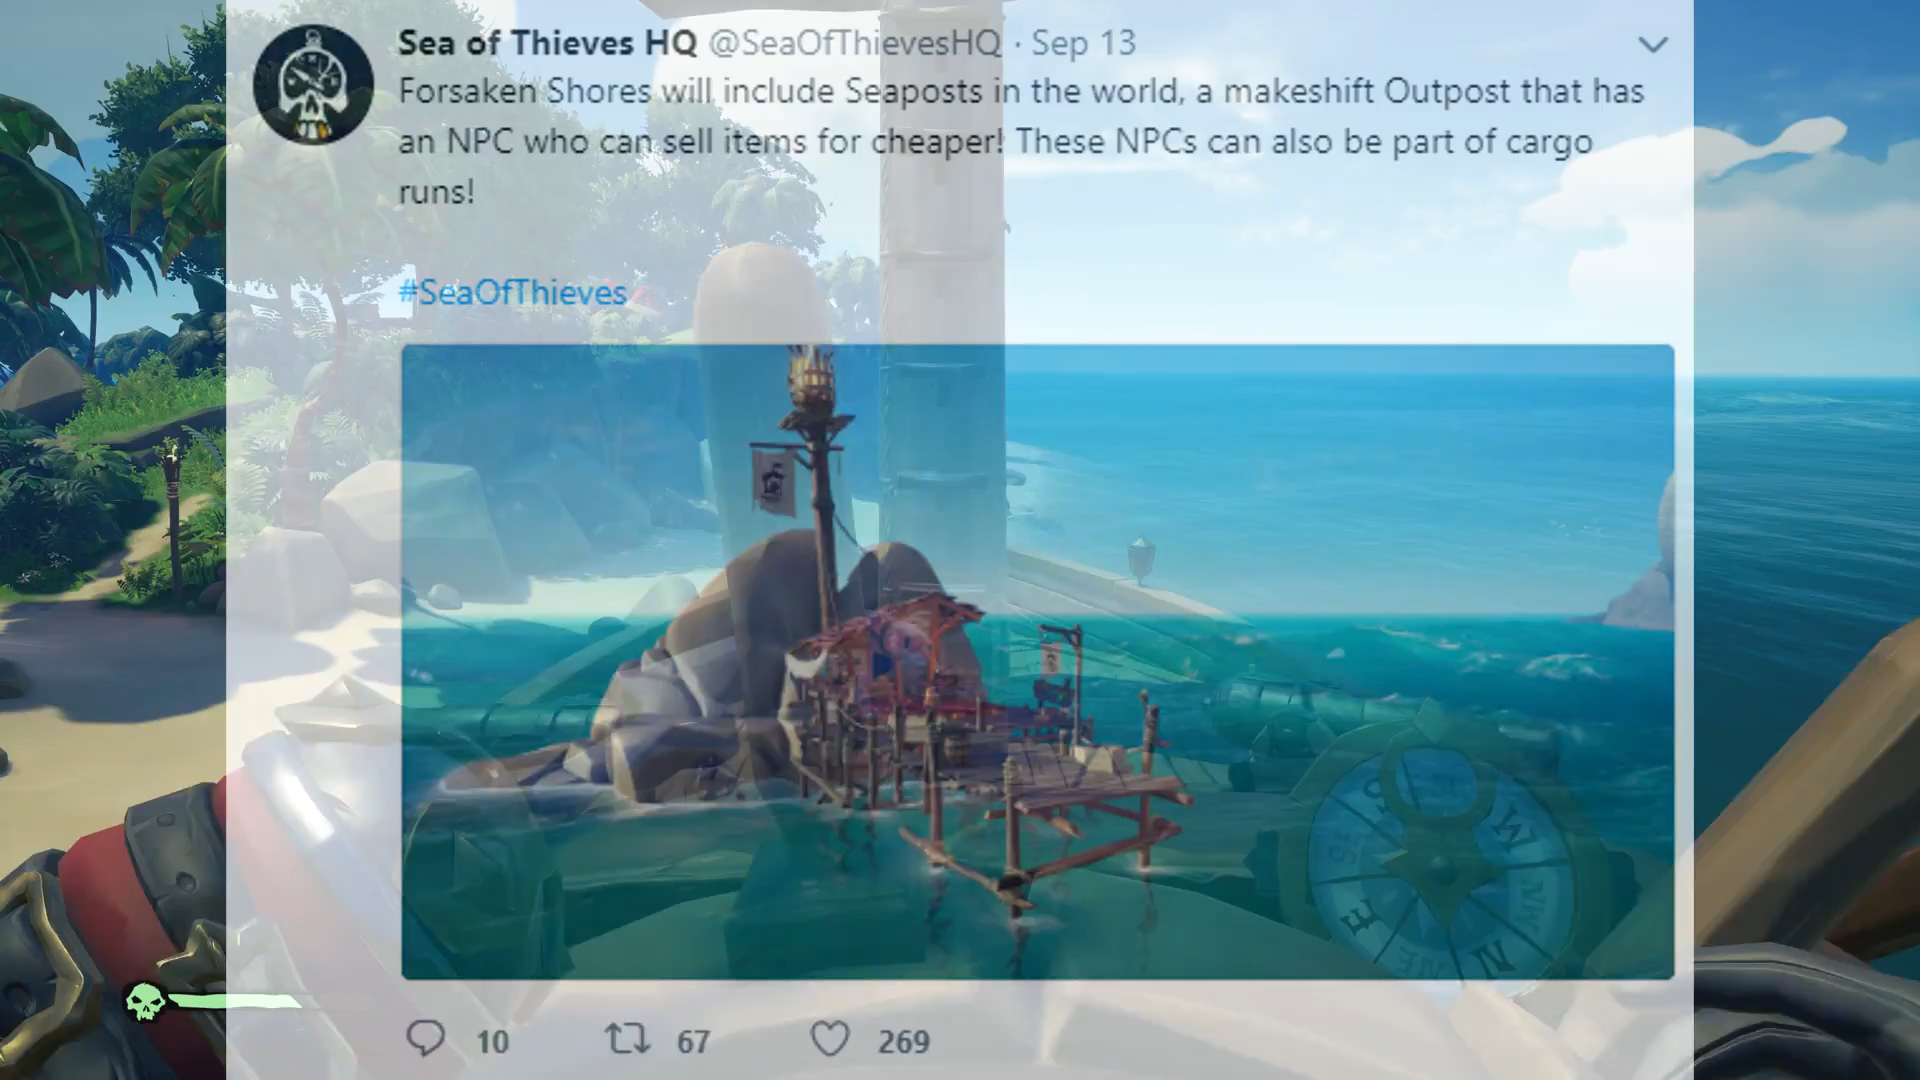 Sea of Thieves HQ @SeaOfThievesHQ · Sep 13
Forsaken Shores will include Seaposts in the world, a makeshift Outpost that has
an NPC who can sell items for cheaper! These NPCs can also be part of cargo
runs!
#SeaOfThieves
W
E
NE
N
NW
10 67 269